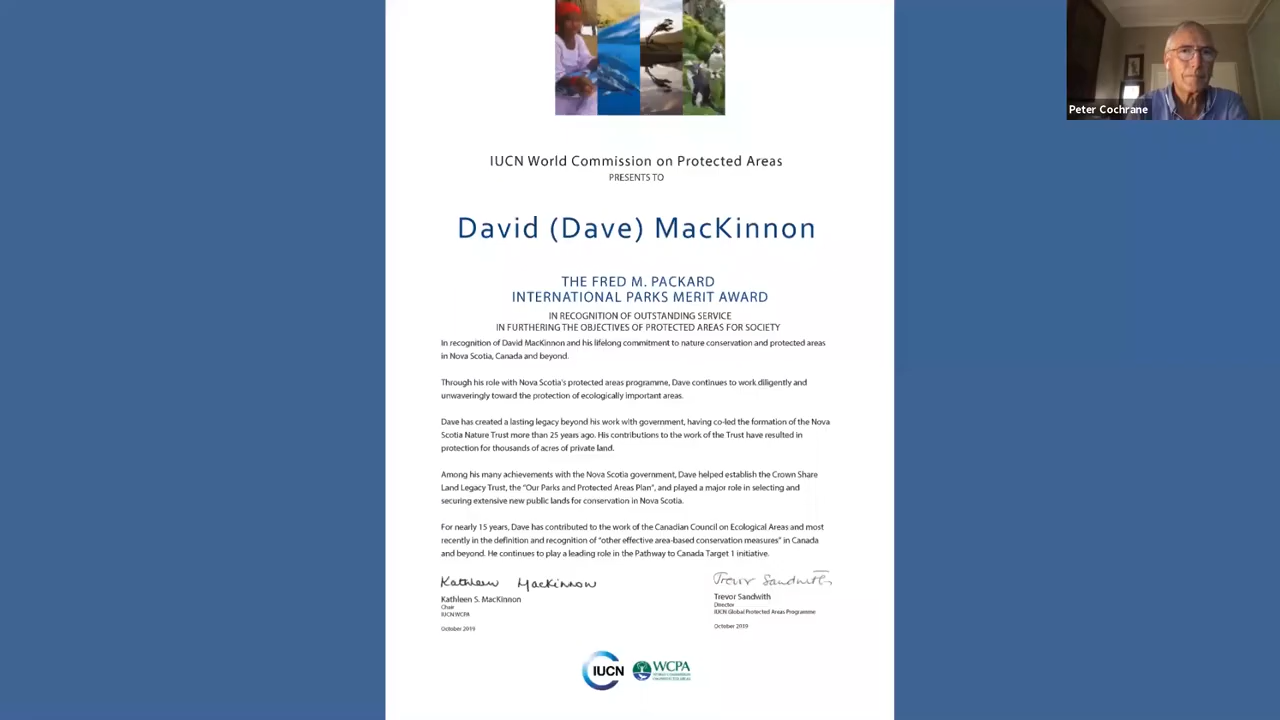 Peter Cochrane
IUCN World Commission on Protected Areas
PRESENTS TO
David (Dave) MacKinnon
THE FRED M. PACKARD
INTERNATIONAL PARKS MERIT AWARD
IN RECOGNITION OF OUTSTANDING SERVICE
IN FURTHERING THE OBJECTIVES OF PROTECTED AREAS FOR SOCIETY
In recognition of David MacKinnon and his lifelong commitment to nature conservation and protected areas
in Nova Scotia, Canada and beyond.
Through his role with Nova Scotia's protected areas programme, Dave continues to work diligently and
unwaveringly toward the protection of ecologically important areas.
Dave has created a lasting legacy beyond his work with government, having co-led the formation of the Nova
Scotia Nature Trust more than 25 years ago. His contributions to the work of the Trust have resulted in
protection for thousands of acres of private land.
Among his many achievements with the Nova Scotia government, Dave helped establish the Crown Share
Land Legacy Trust, the "Our Parks and Protected Areas Plan", and played a major role in selecting and
securing extensive new public lands for conservation in Nova Scotia.
For nearly 15 years, Dave has contributed to the work of the Canadian Council on Ecological Areas and most
recently in the definition and recognition of "other effective area-based conservation measures" in Canada
and beyond. He continues to play a leading role in the Pathway to Canada Target 1 initiative.
Kathleen MacKinnon
Kathleen S. MacKinnon
Chair
IUCN WCPA
October 2019
Trevor Sandwith
Trevor Sandwith
Director
IUCN Global Protected Areas Programme
October 2019
IUCN
WCPA
WORLD COMMISSION
ON PROTECTED AREAS